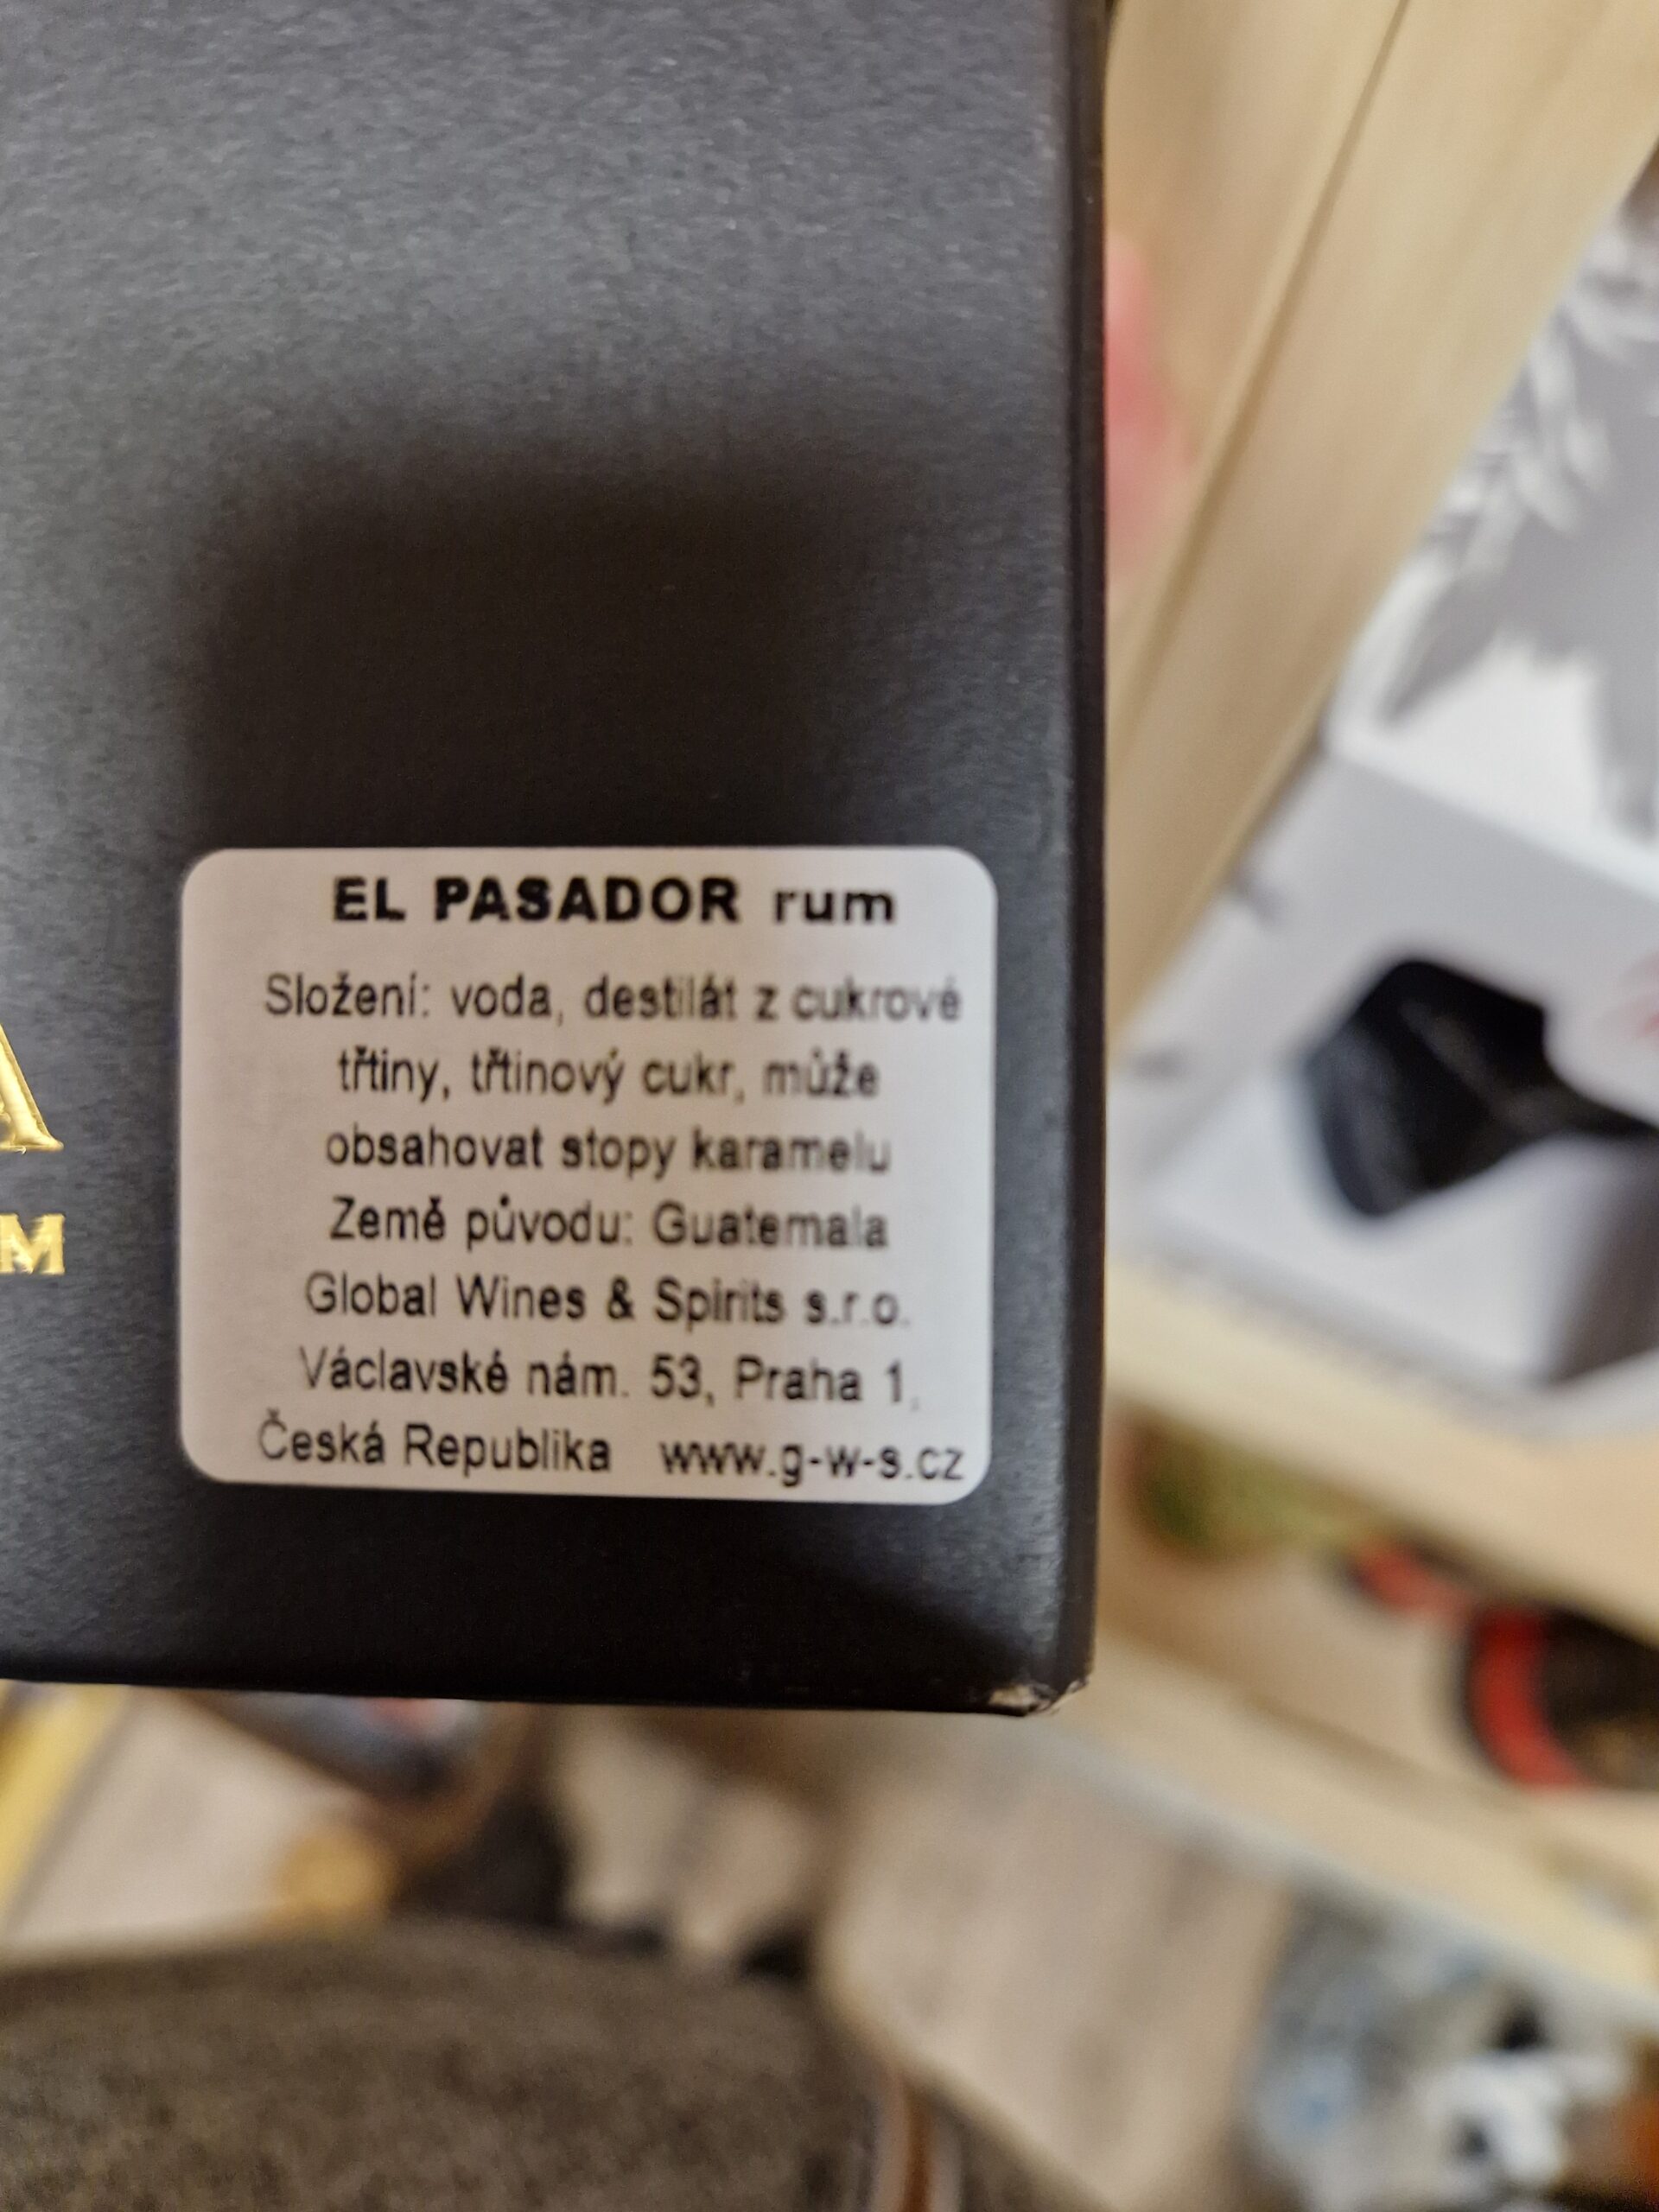 EL PASADOR rum
Složení: voda, destilát z cukrové
třtiny, třtinový cukr, může
obsahovat stopy karamelu
Země původu: Guatemala
Global Wines & Spirits s.r.o.
Václavské nám. 53, Praha 1,
Česká Republika www.g-w-s.cz
A
M